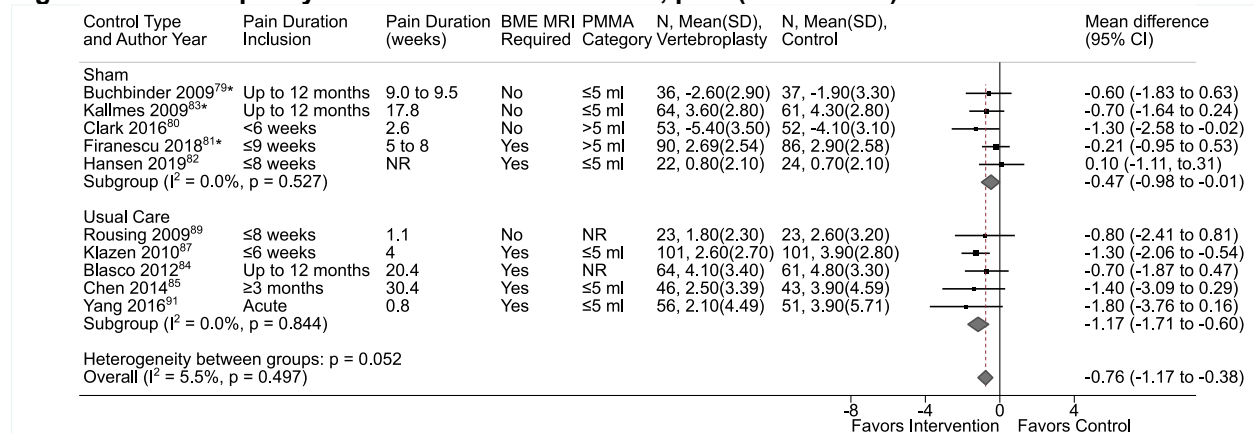 Control Type Pain Duration Pain Duration BME MRI PMMA N, Mean(SD), N, Mean(SD), Mean difference
and Author Year Inclusion (weeks) Required Category Vertebroplasty Control (95% CI)
Sham
Buchbinder 200979* Up to 12 months 9.0 to 9.5 No ≤5 ml 36, -2.60(2.90) 37, -1.90(3.30) -0.60 (-1.83 to 0.63)
Kallmes 200983* Up to 12 months 17.8 No ≤5 ml 64, 3.60(2.80) 61, 4.30(2.80) -0.70 (-1.64 to 0.24)
Clark 201680 <6 weeks 2.6 No >5 ml 53, -5.40(3.50) 52, -4.10(3.10) -1.30 (-2.58 to -0.02)
Firanescu 201881* ≤9 weeks 5 to 8 Yes >5 ml 90, 2.69(2.54) 86, 2.90(2.58) -0.21 (-0.95 to 0.53)
Hansen 201982 ≤8 weeks NR Yes ≤5 ml 22, 0.80(2.10) 24, 0.70(2.10) 0.10 (-1.11, to.31)
Subgroup (I2 = 0.0%, p = 0.527) -0.47 (-0.98 to -0.01)
Usual Care
Rousing 200989 ≤8 weeks 1.1 No NR 23, 1.80(2.30) 23, 2.60(3.20) -0.80 (-2.41 to 0.81)
Klazen 201087 ≤6 weeks 4 Yes ≤5 ml 101, 2.60(2.70) 101, 3.90(2.80) -1.30 (-2.06 to -0.54)
Blasco 201284 Up to 12 months 20.4 Yes NR 64, 4.10(3.40) 61, 4.80(3.30) -0.70 (-1.87 to 0.47)
Chen 201485 ≥3 months 30.4 Yes ≤5 ml 46, 2.50(3.39) 43, 3.90(4.59) -1.40 (-3.09 to 0.29)
Yang 201691 Acute 0.8 Yes ≤5 ml 56, 2.10(4.49) 51, 3.90(5.71) -1.80 (-3.76 to 0.16)
Subgroup (I2 = 0.0%, p = 0.844) -1.17 (-1.71 to -0.60)
Heterogeneity between groups: p = 0.052
Overall (I2 = 5.5%, p = 0.497) -0.76 (-1.17 to -0.38)
-8 -4 0 4
Favors Intervention Favors Control